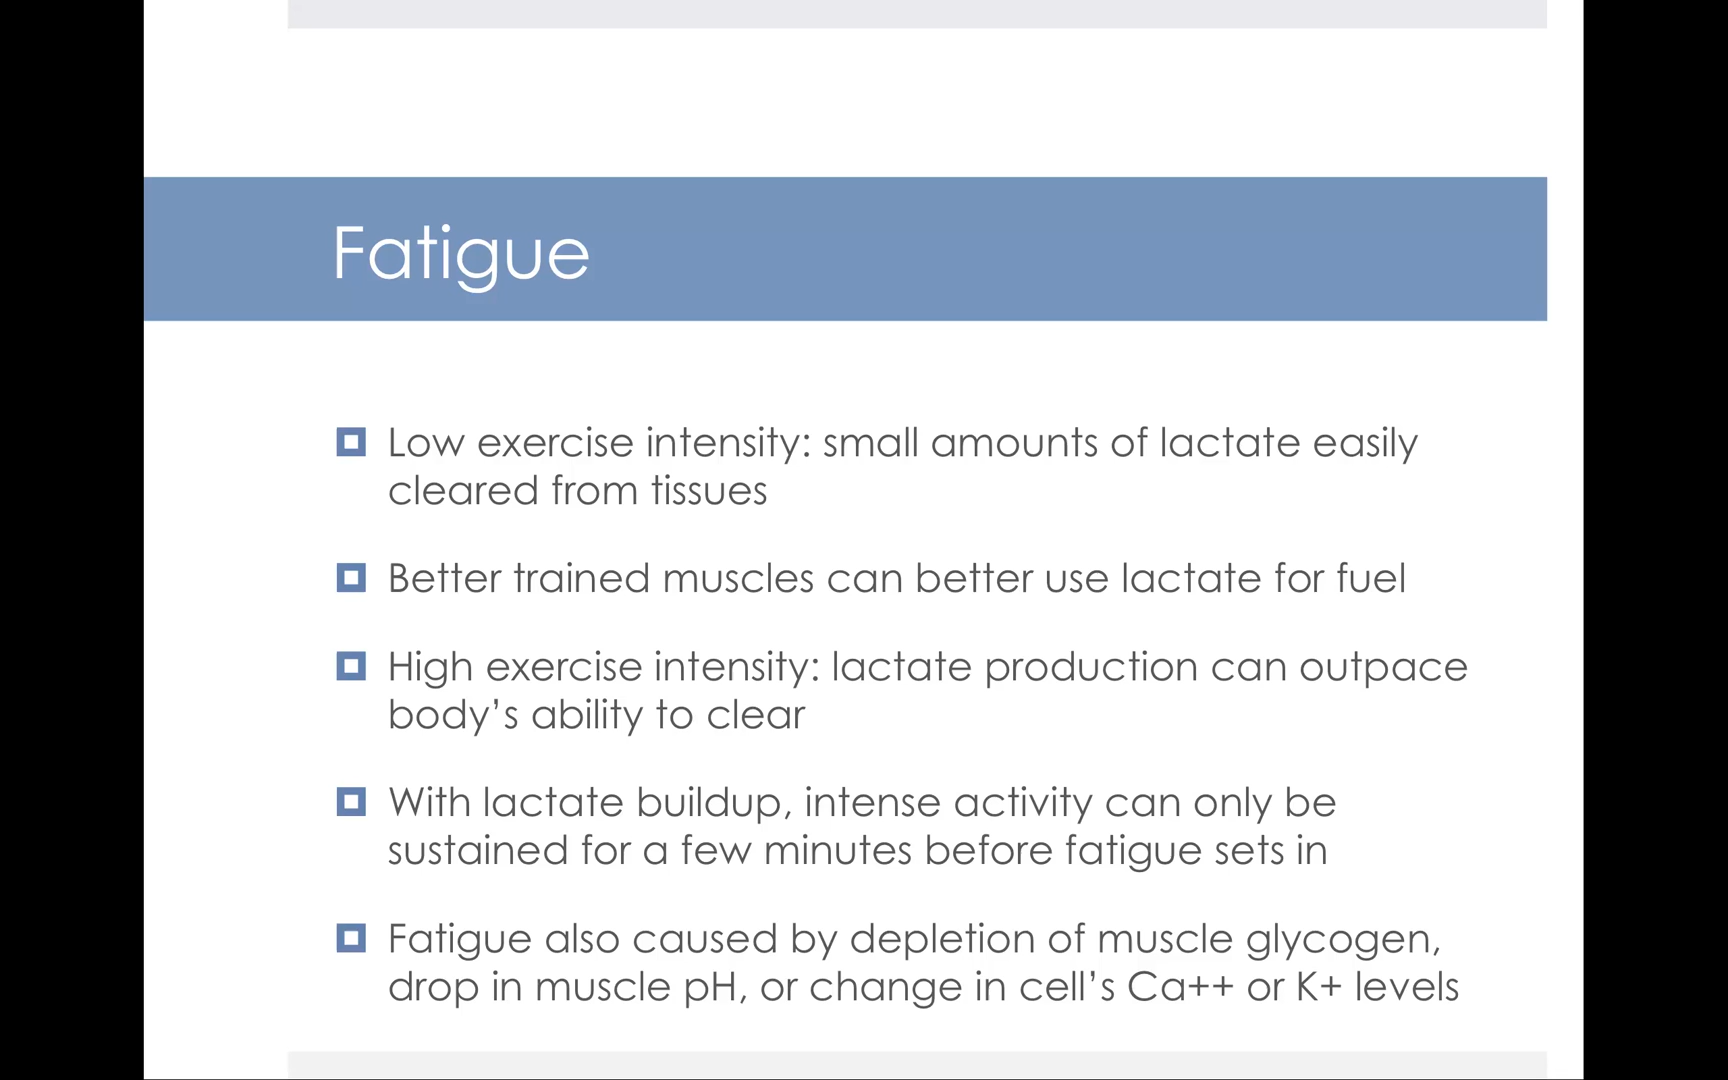 Fatigue
Low exercise intensity: small amounts of lactate easily
cleared from tissues
Better trained muscles can better use lactate for fuel
High exercise intensity: lactate production can outpace
body’s ability to clear
With lactate buildup, intense activity can only be
sustained for a few minutes before fatigue sets in
Fatigue also caused by depletion of muscle glycogen,
drop in muscle pH, or change in cell’s Ca++ or K+ levels